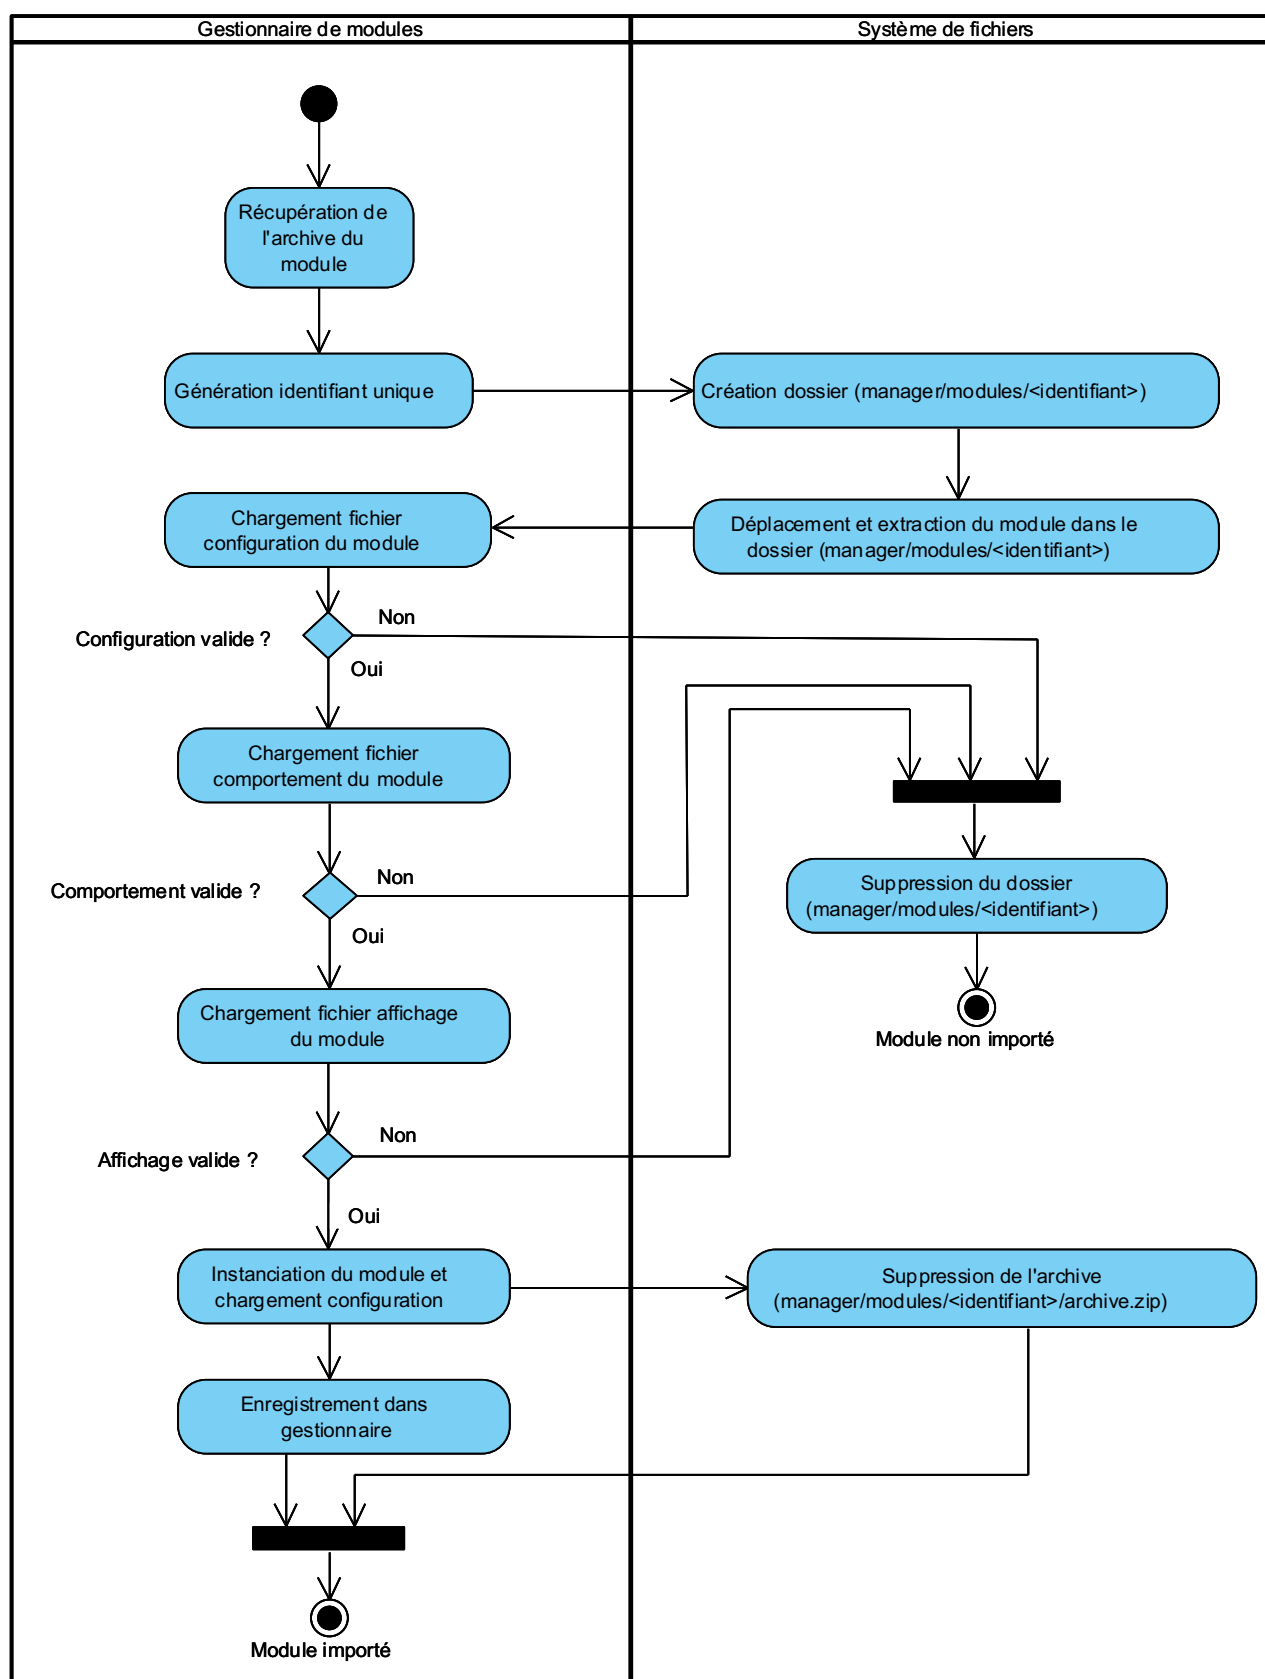 Gestionnaire de modules
Système de fichiers
Récupération de
l'archive du
module
Génération identifiant unique
Création dossier (manager/modules/<identifiant>)
Chargement fichier
configuration du module
Déplacement et extraction du module dans le
dossier (manager/modules/<identifiant>)
Configuration valide ?
Non
Oui
Chargement fichier
comportement du module
Comportement valide ?
Non
Oui
Suppression du dossier
(manager/modules/<identifiant>)
Module non importé
Chargement fichier affichage
du module
Affichage valide ?
Non
Oui
Instanciation du module et
chargement configuration
Suppression de l'archive
(manager/modules/<identifiant>/archive.zip)
Enregistrement dans
gestionnaire
Module importé